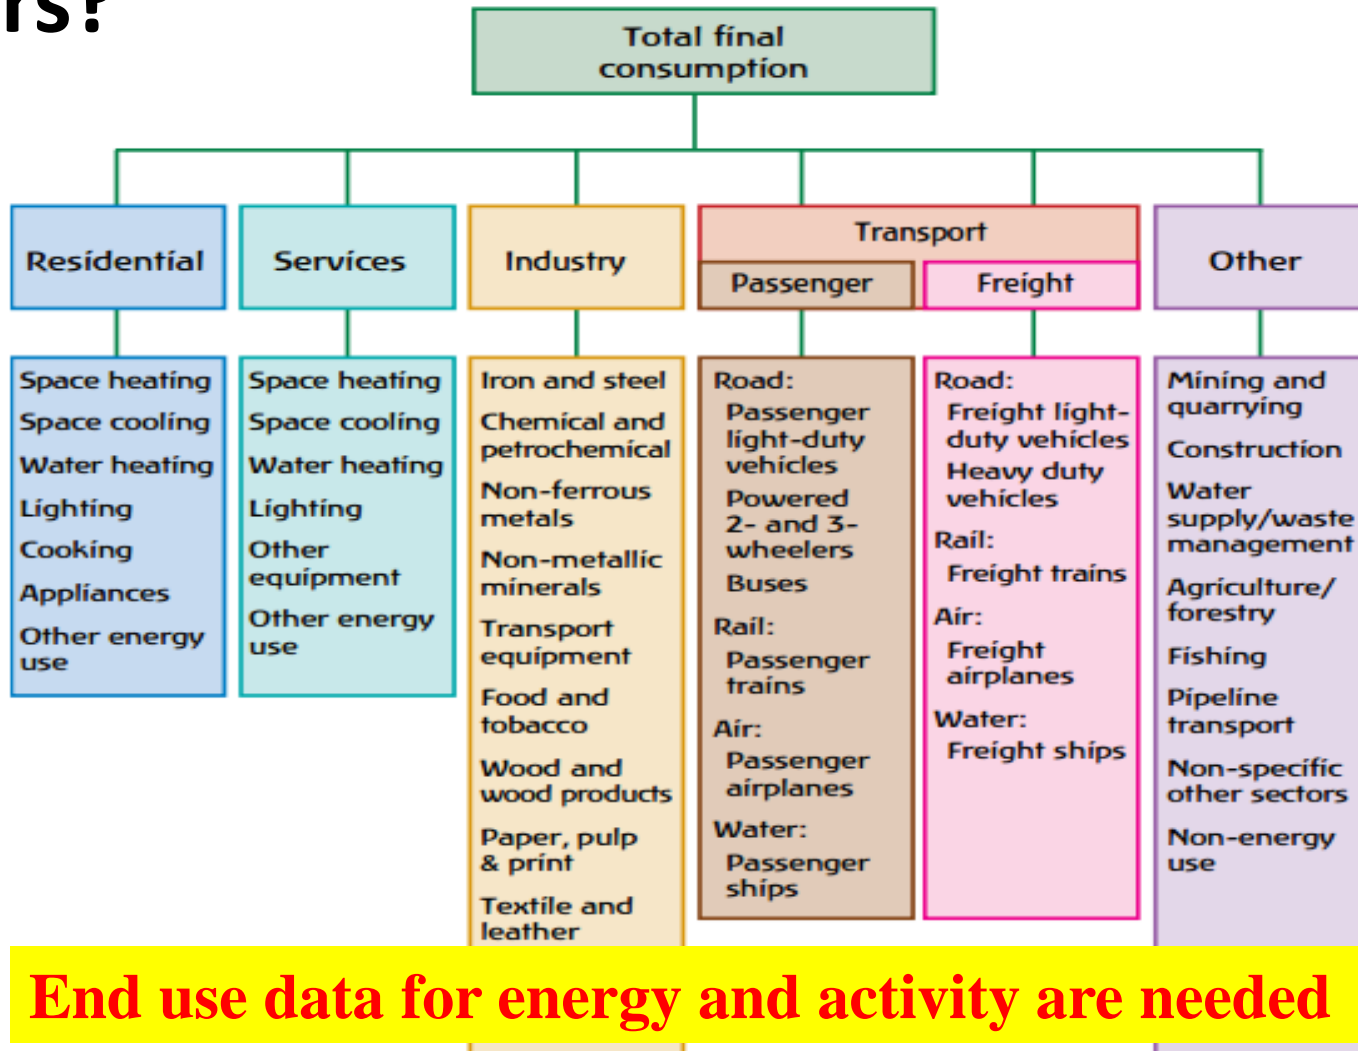 rs?
Total final
consumption
Residential
Services
Industry
Transport
Passenger
Freight
Other
Space heating
Space cooling
Water heating
Lighting
Cooking
Appliances
Other energy
use
Space heating
Space cooling
Water heating
Lighting
Other
equipment
Other energy
use
Iron and steel
Chemical and
petrochemical
Non-ferrous
metals
Non-metallic
minerals
Transport
equipment
Food and
tobacco
Wood and
wood products
Paper, pulp
& print
Textile and
leather
Road:
Passenger
light-duty
vehicles
Powered
2- and 3-
wheelers
Buses
Rail:
Passenger
trains
Air:
Passenger
airplanes
Water:
Passenger
ships
Road:
Freight light-
duty vehicles
Heavy duty
vehicles
Rail:
Freight trains
Air:
Freight
airplanes
Water:
Freight ships
Mining and
quarrying
Construction
Water
supply/waste
management
Agriculture/
forestry
Fishing
Pipeline
transport
Non-specific
other sectors
Non-energy
use
End use data for energy and activity are needed